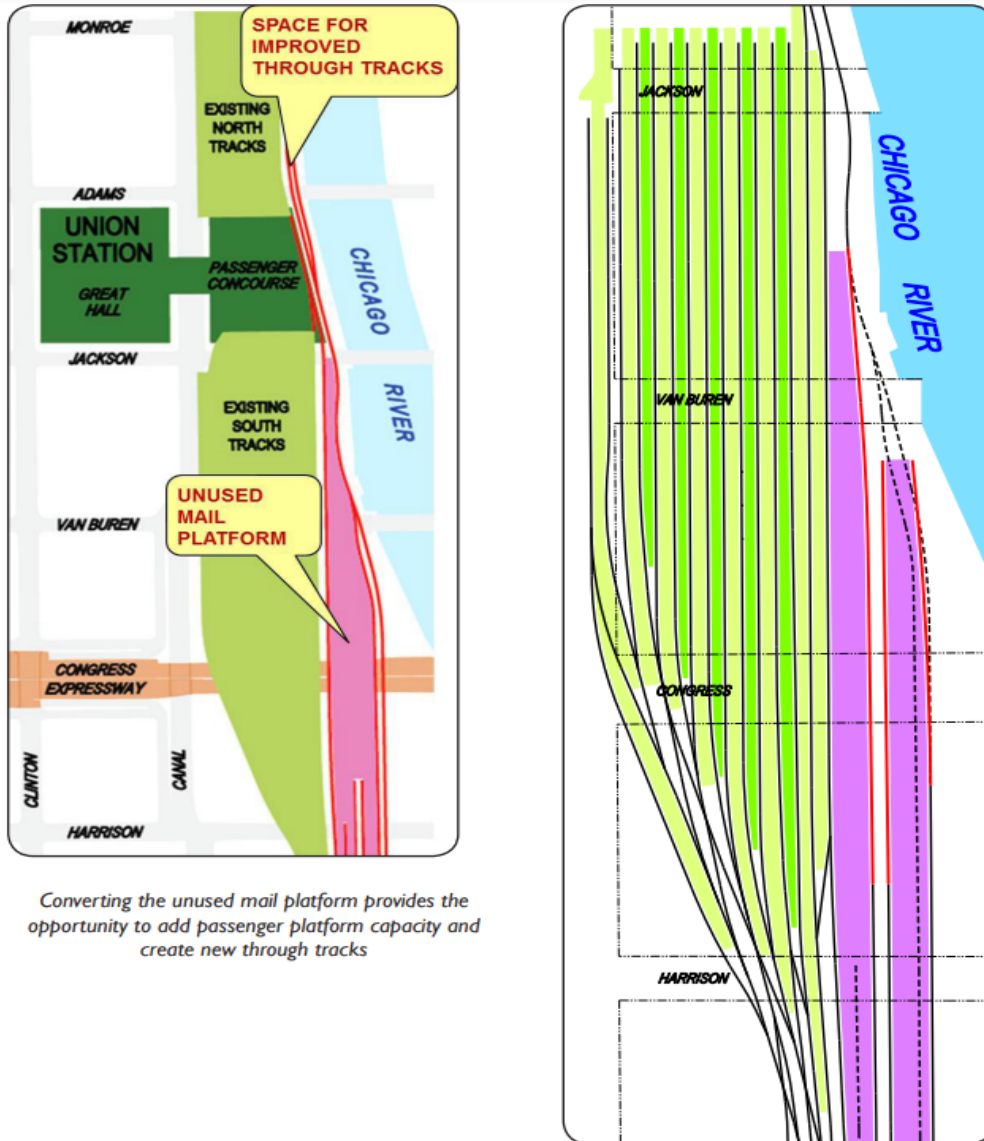 MONROE
SPACE FOR
IMPROVED
THROUGH TRACKS
EXISTING
NORTH
TRACKS
ADAMS
UNION
STATION
GREAT
HALL
PASSENGER
CONCOURSE
CHICAGO
RIVER
JACKSON
EXISTING
SOUTH
TRACKS
UNUSED
MAIL
PLATFORM
VAN BUREN
CONGRESS
EXPRESSWAY
CLINTON
CANAL
HARRISON
Converting the unused mail platform provides the
opportunity to add passenger platform capacity and
create new through tracks
JACKSON
CHICAGO
RIVER
VAN BUREN
CONGRESS
HARRISON